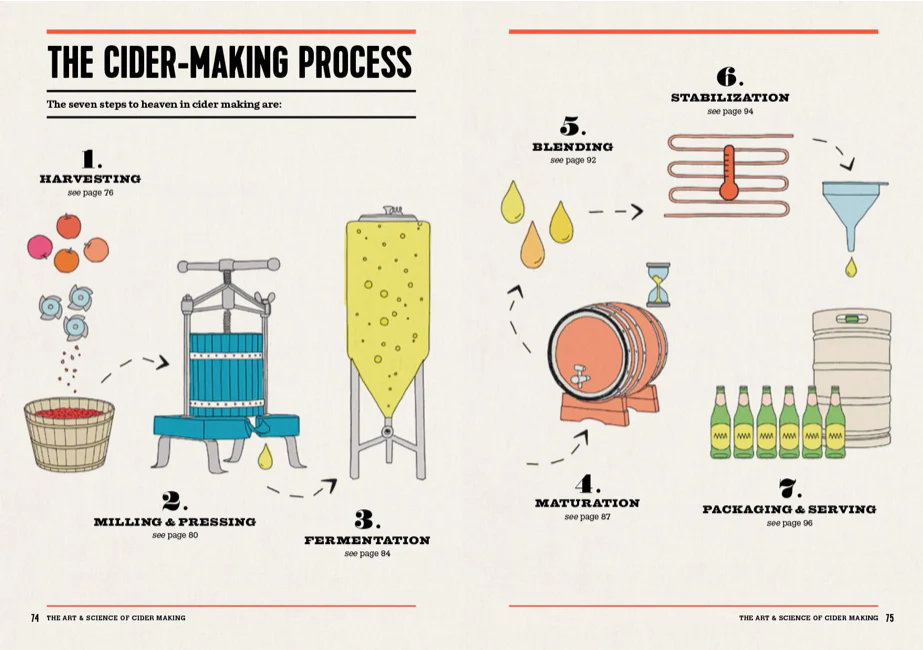 THE CIDER-MAKING PROCESS
The seven steps to heaven in cider making are:
1.
HARVESTING
see page 76
2.
MILLING & PRESSING
see page 80
3.
FERMENTATION
see page 84
74 THE ART & SCIENCE OF CIDER MAKING
4.
MATURATION
see page 87
5.
BLENDING
see page 92
6.
STABILIZATION
see page 94
7.
PACKAGING & SERVING
see page 96
THE ART & SCIENCE OF CIDER MAKING 75